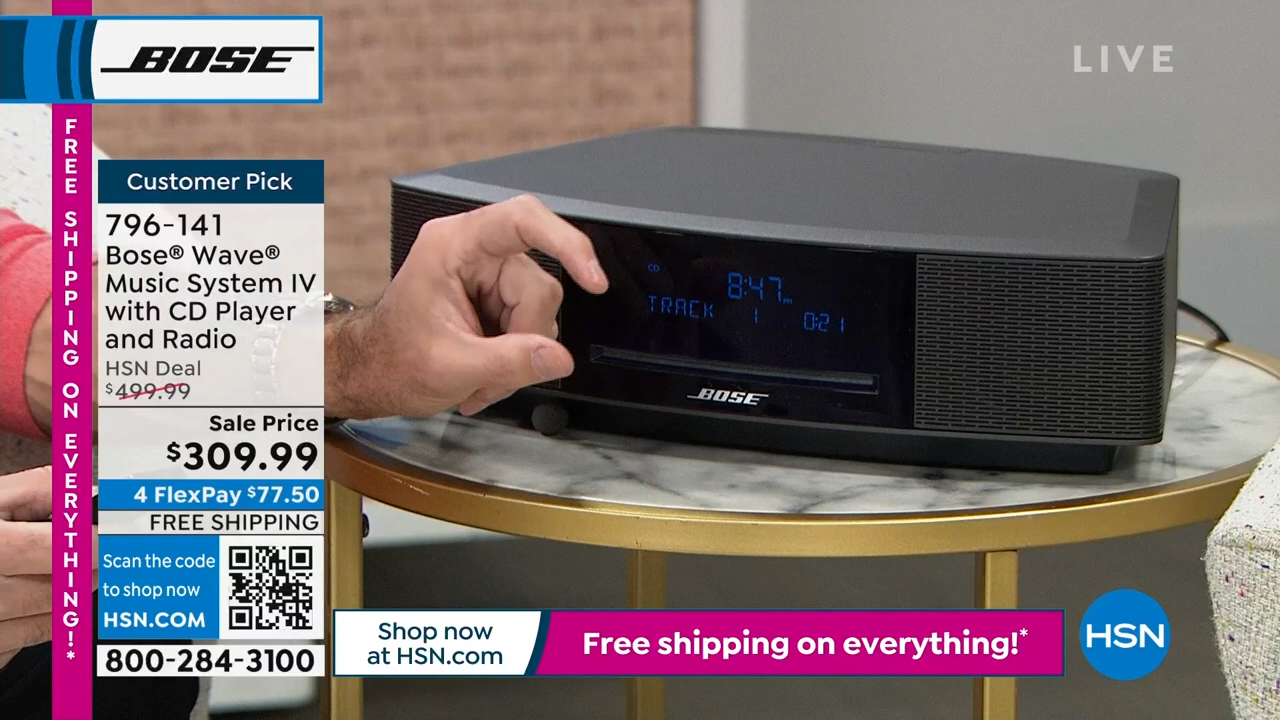 BOSE
LIVE
FREE SHIPPING ON EVERYTHING!*
Customer Pick
796-141
Bose® Wave®
Music System IV
with CD Player
and Radio
HSN Deal
$499.99
Sale Price
$309.99
4 FlexPay $77.50
FREE SHIPPING
Scan the code
to shop now
HSN.COM
800-284-3100
CD
8:47
TRACK 1 0:21
BOSE
Shop now
at HSN.com
Free shipping on everything!*
HSN